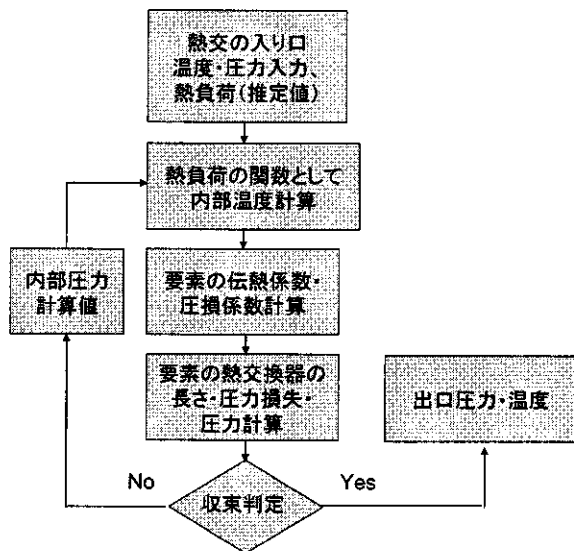 熱交の入り口
温度・圧力入力、
熱負荷(推定値)
熱負荷の関数として
内部温度計算
内部圧力
計算値
要素の伝熱係数・
圧損係数計算
要素の熱交換器の
長さ・圧力損失・
圧力計算
出口圧力・温度
No
収束判定
Yes